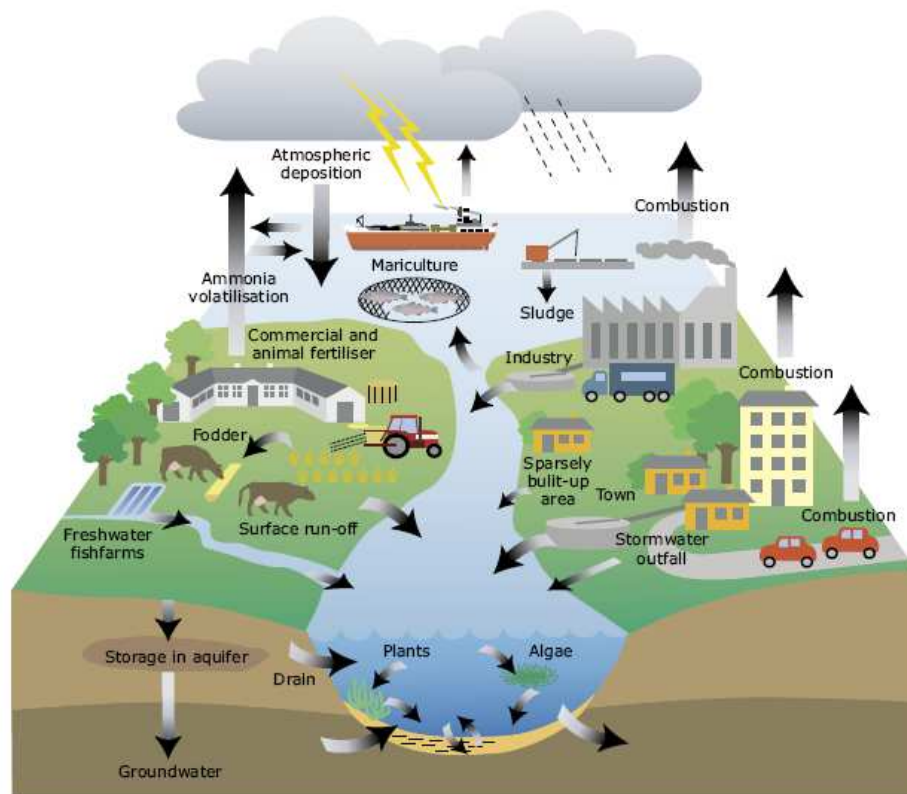 Atmospheric
deposition
Combustion
Mariculture
Ammonia
volatilisation
Sludge
Commercial and
animal fertiliser
Industry
Combustion
Fodder
Sparsely
bulit-up
area
Town
Combustion
Freshwater
fishfarms
Surface run-off
Stormwater
outfall
Storage in aquifer
Plants
Algae
Drain
Groundwater